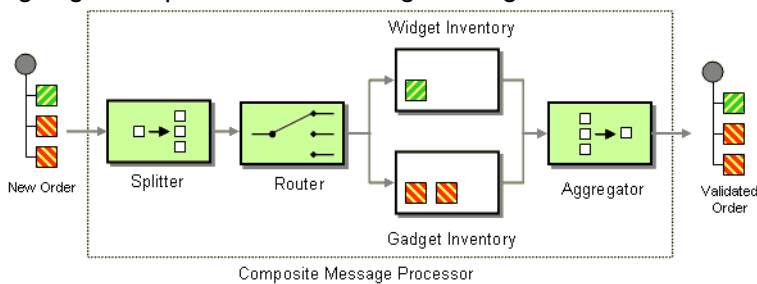 Widget Inventory
New Order
Splitter
Router
Aggregator
Validated
Order
Gadget Inventory
Composite Message Processor